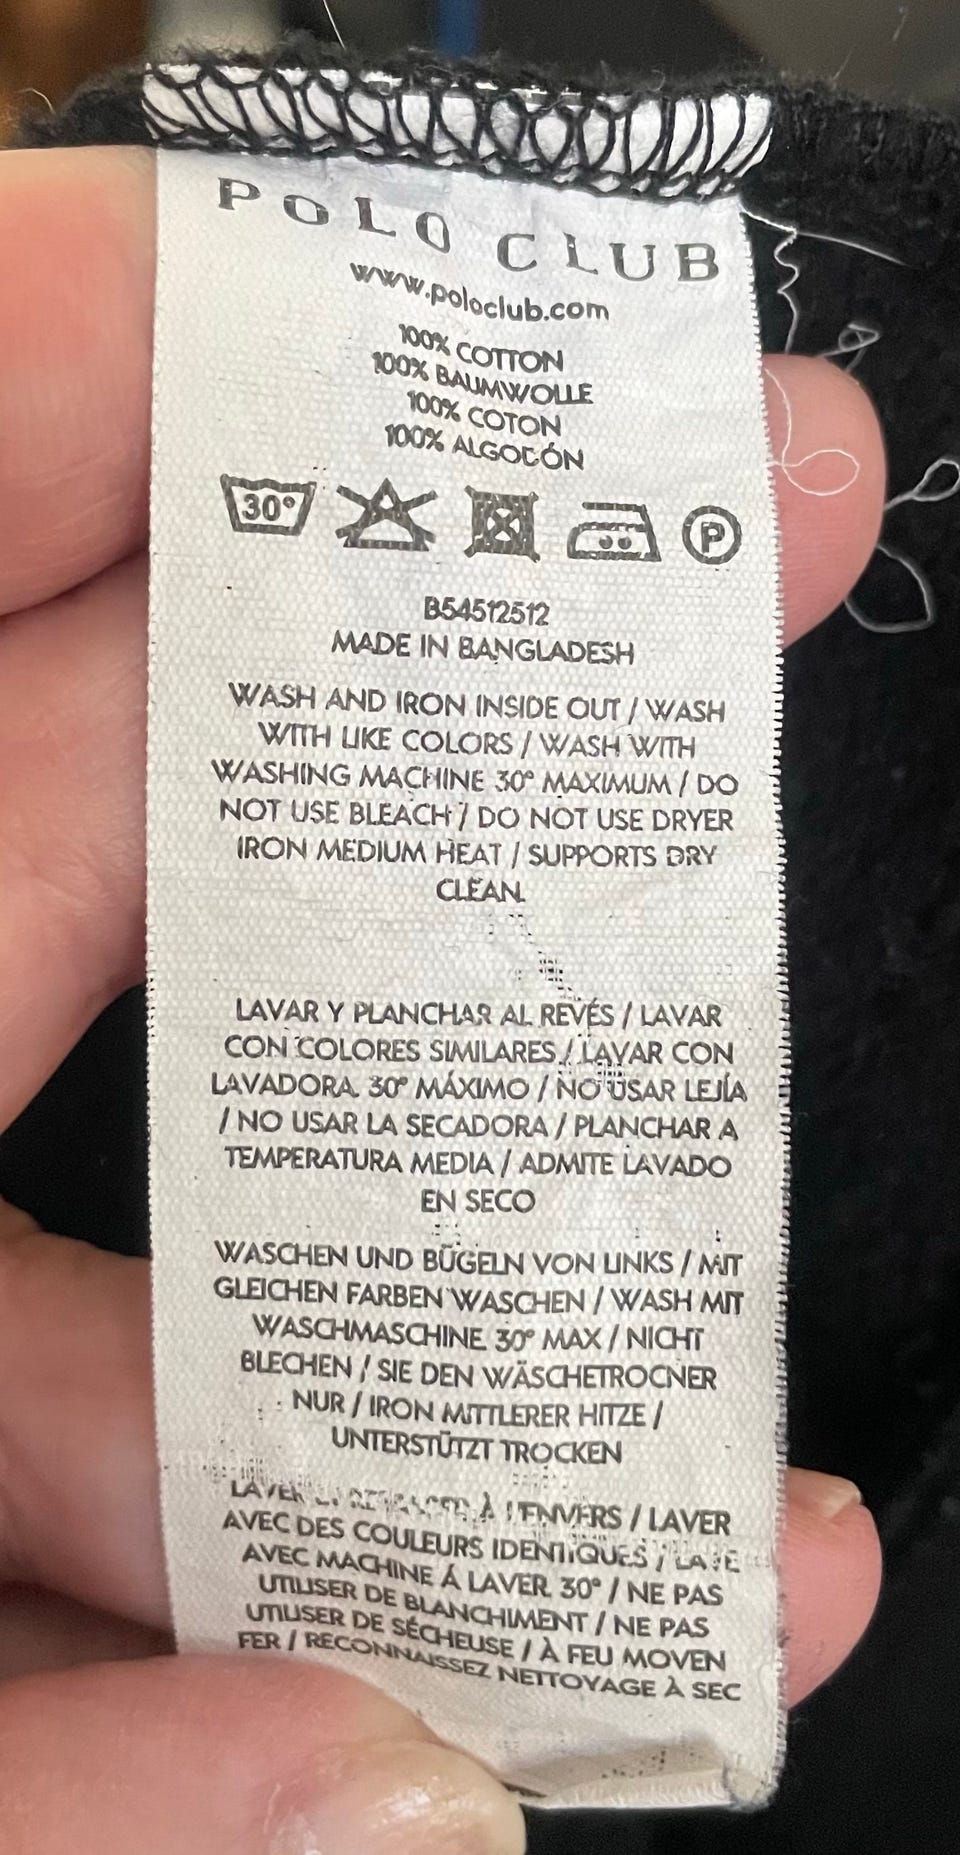 POLO CLUB
www.poloclub.com
100% COTTON
100% BAUMWOLLE
100% COTON
100% ALGODÓN
30° P
B54512512
MADE IN BANGLADESH
WASH AND IRON INSIDE OUT / WASH
WITH LIKE COLORS / WASH WITH
WASHING MACHINE 30° MAXIMUM / DO
NOT USE BLEACH / DO NOT USE DRYER
IRON MEDIUM HEAT / SUPPORTS DRY
CLEAN.
LAVAR Y PLANCHAR AL REVÉS / LAVAR
CON COLORES SIMILARES / LAVAR CON
LAVADORA 30° MÁXIMO / NO USAR LEJÍA
/ NO USAR LA SECADORA / PLANCHAR A
TEMPERATURA MEDIA / ADMITE LAVADO
EN SECO
WASCHEN UND BÜGELN VON LINKS / MIT
GLEICHEN FARBEN WASCHEN / WASH MIT
WASCHMASCHINE 30° MAX / NICHT
BLECHEN / SIE DEN WÄSCHETROCNER
NUR / IRON MITTLERER HITZE /
UNTERSTÜTZT TROCKEN
LAVER À L'ENVERS / LAVER
AVEC DES COULEURS IDENTIQUES /
AVEC MACHINE Á LAVER 30° / NE PAS
UTILISER DE BLANCHIMENT / NE PAS
UTILISER DE SÉCHEUSE / À FEU MOVEN
FER / RECONNAISSEZ NETTOYAGE À SEC